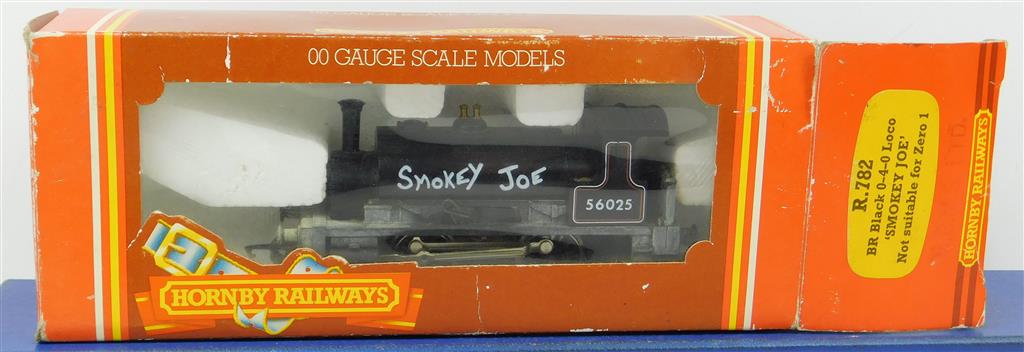 00 GAUGE SCALE MODELS
SMOKEY JOE
56025
HORNBY RAILWAYS
R.782
BR Black 0-4-0 Loco
'SMOKEY JOE'
Not suitable for Zero 1
HORNBY RAILWAYS